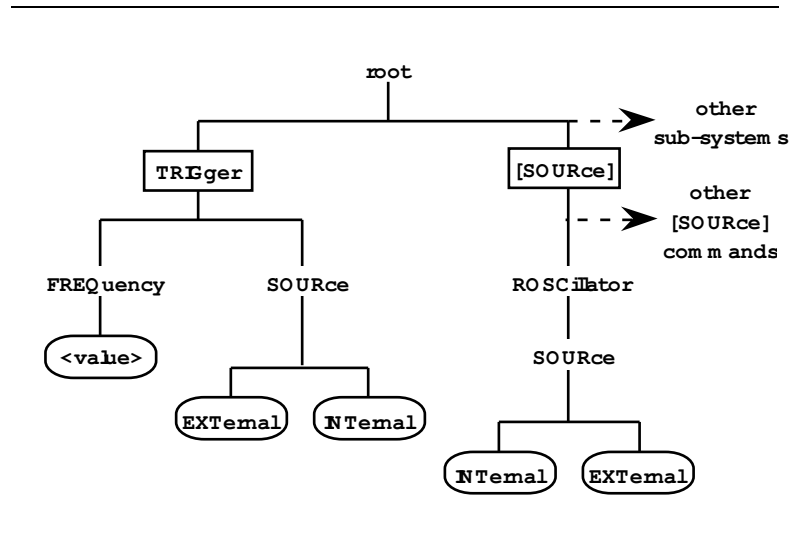 root
other
sub-systems
TRIGger
[SOURce]
other
[SOURce]
commands
FREQuency
SOURce
ROSCillator
<value>
SOURce
EXTernal
INTernal
INTernal
EXTernal